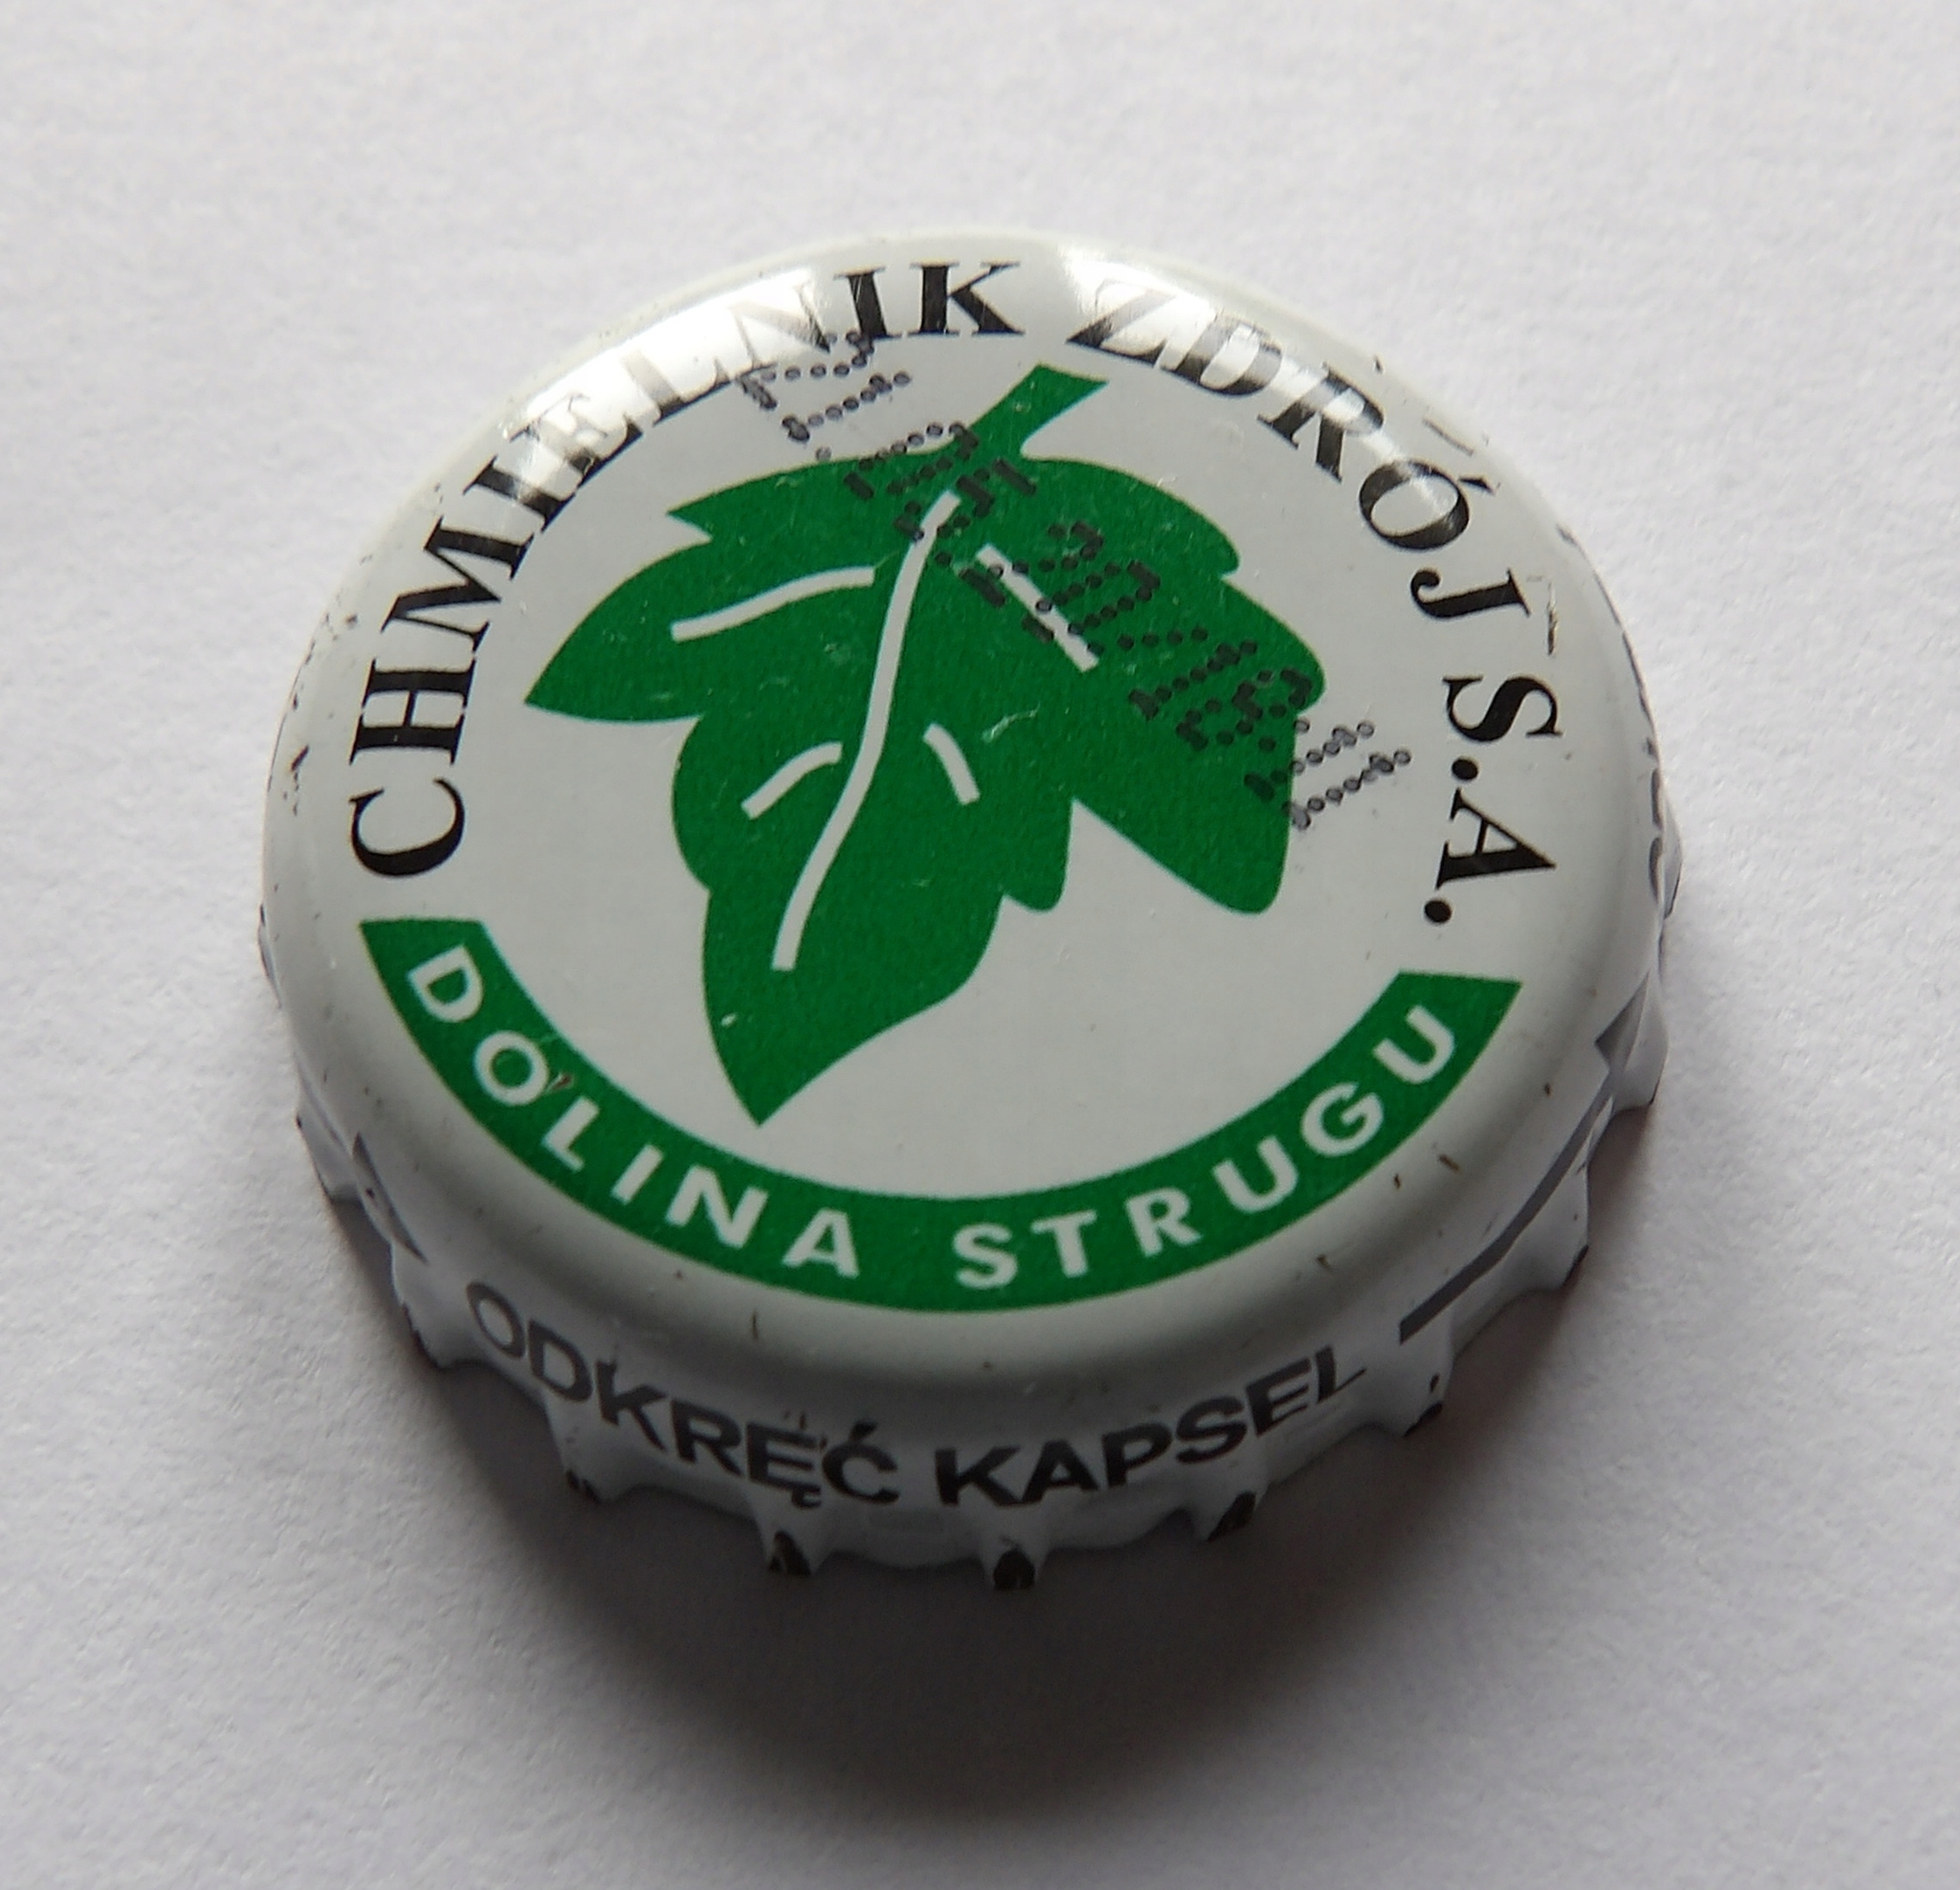 CHMIELNIK ZDRÓJ S.A.
DOLINA STRUGU
ODKRĘĆ KAPSEL